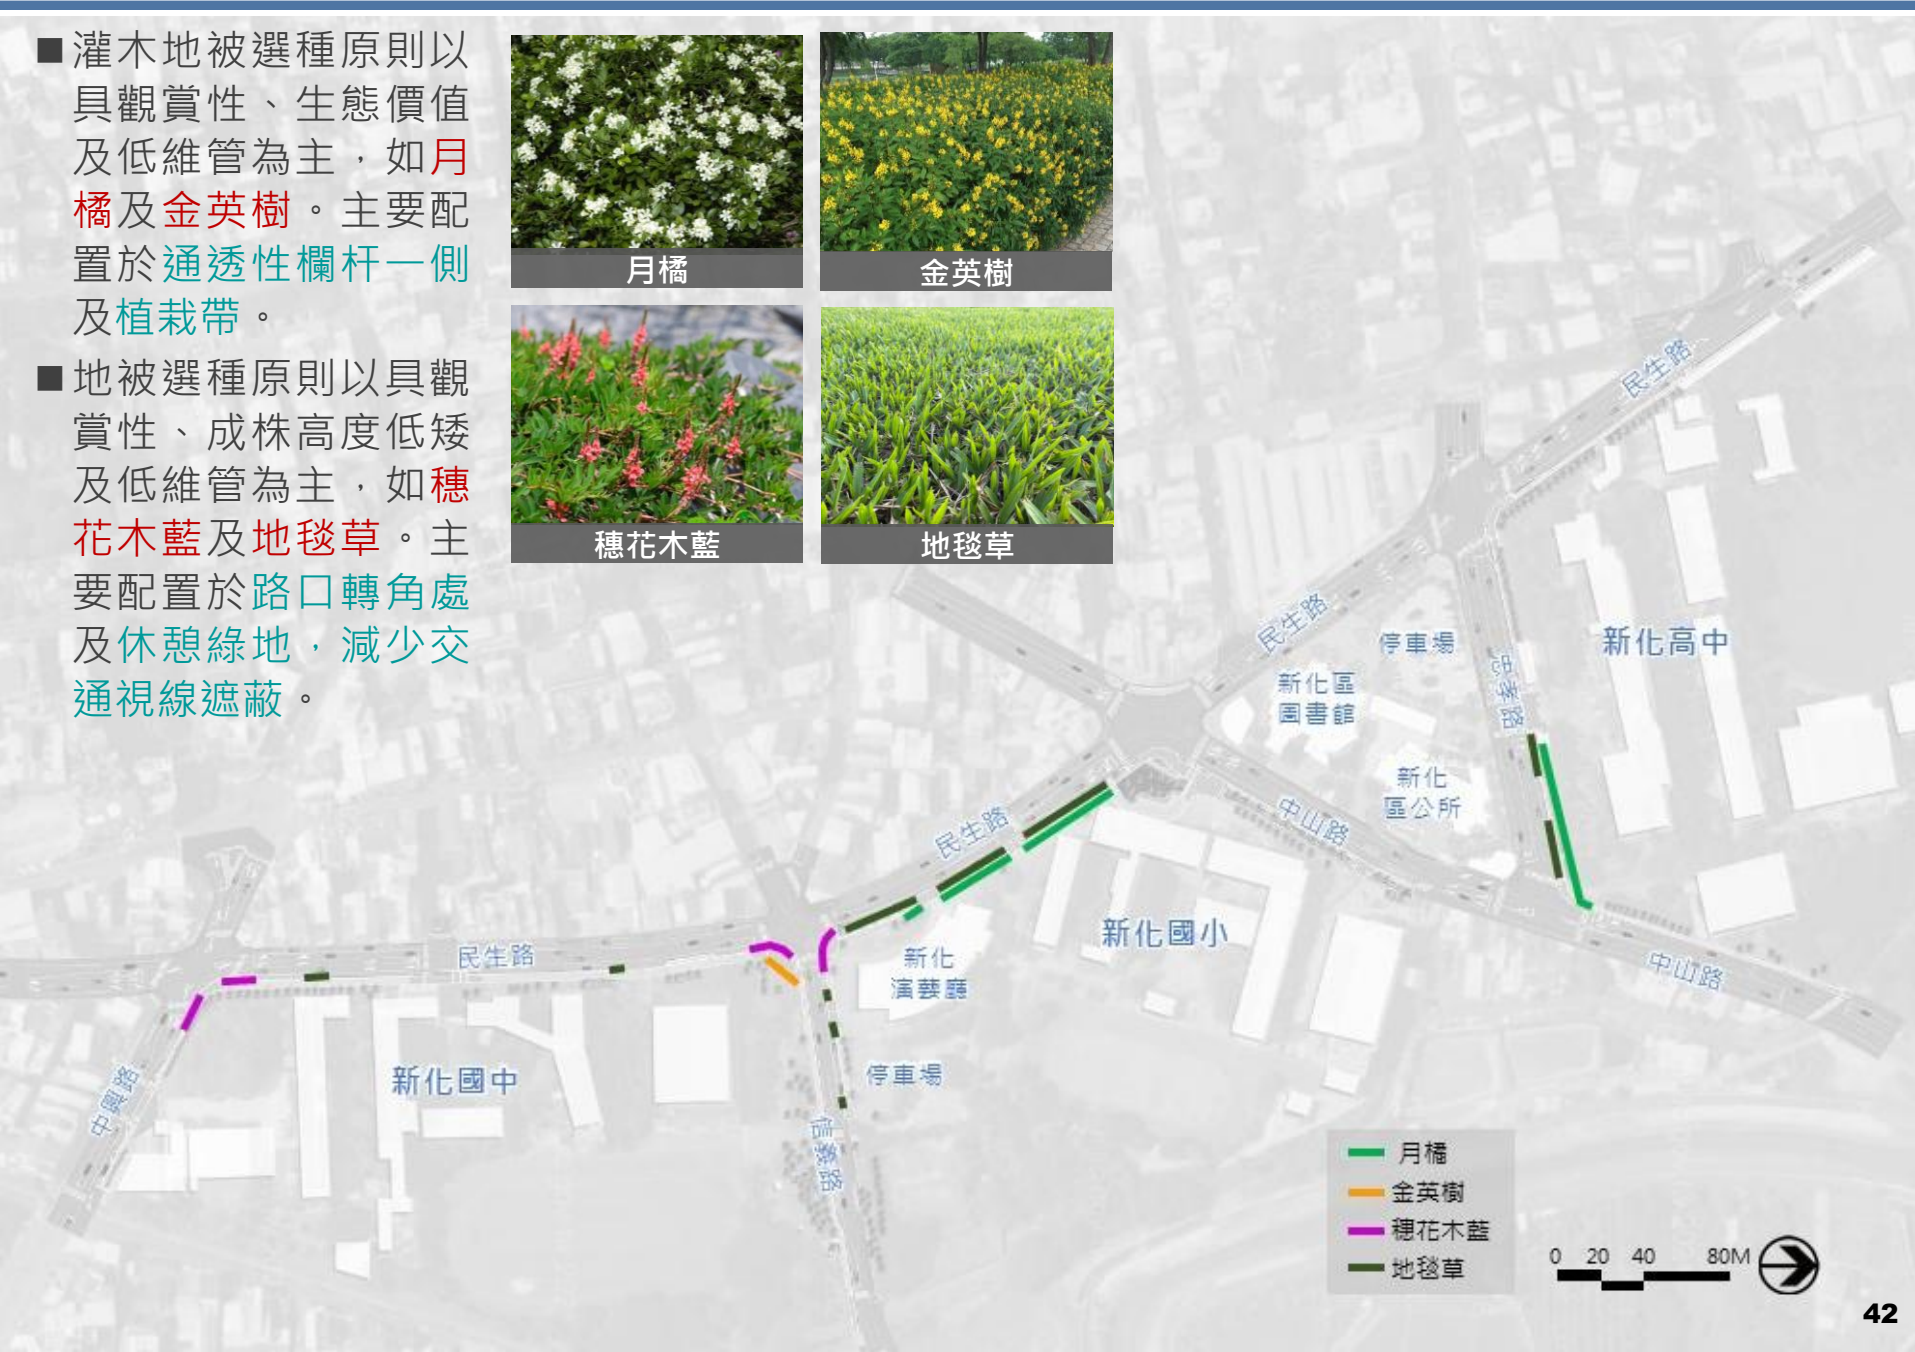 ■灌木地被選種原則以
具觀賞性、生態價值
及低維管為主，如月
橘及金英樹。主要配
置於通透性欄杆一側
及植栽帶。
■地被選種原則以具觀
賞性、成株高度低矮
及低維管為主，如穗
花木藍及地毯草。主
要配置於路口轉角處
及休憩綠地，減少交
通視線遮蔽。
月橘
金英樹
穗花木藍
地毯草
民生路
民生路
停車場
新化高中
新化區
圖書館
忠孝路
新化
區公所
民生路
中山路
新化國小
民生路
新化
演藝廳
中山路
新化國中
停車場
中興路
信義路
月橘
金英樹
穗花木藍
地毯草
0 20 40 80M
42